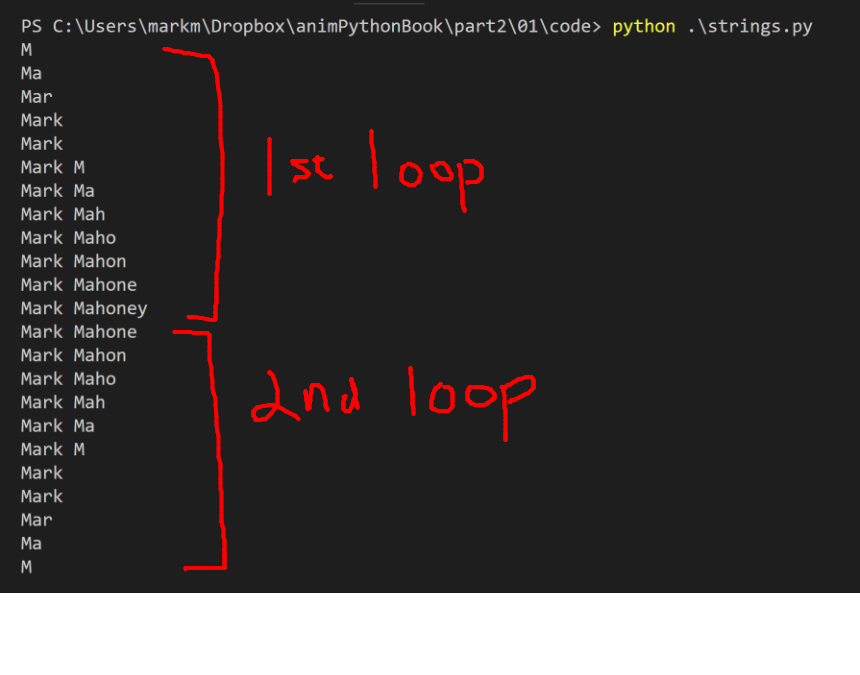 PS C:\Users\markm\Dropbox\animPythonBook\part2\01\code> python .\strings.py
M
Ma
Mar
Mark
Mark
Mark M
Mark Ma
Mark Mah
Mark Maho
Mark Mahon
Mark Mahone
Mark Mahoney
Mark Mahone
Mark Mahon
Mark Maho
Mark Mah
Mark Ma
Mark M
Mark
Mark
Mar
Ma
M
1st loop
2nd loop